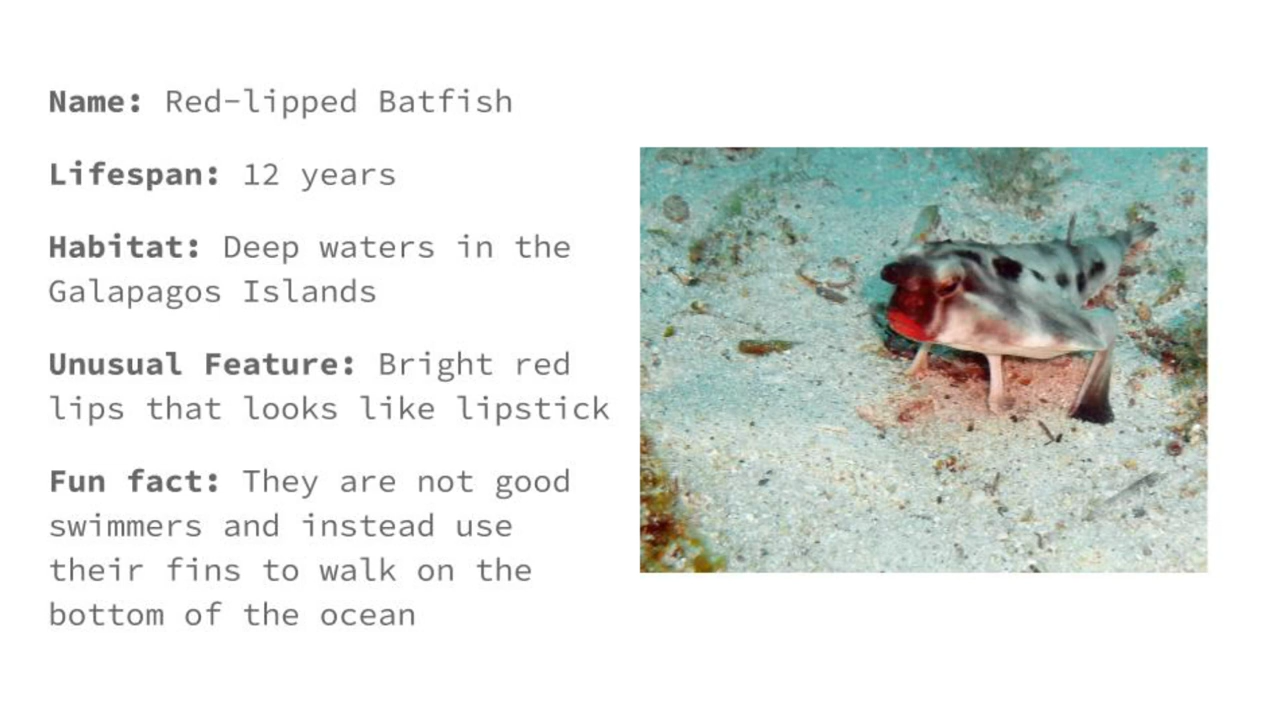 Name: Red-lipped Batfish
Lifespan: 12 years
Habitat: Deep waters in the
Galapagos Islands
Unusual Feature: Bright red
lips that looks like lipstick
Fun fact: They are not good
swimmers and instead use
their fins to walk on the
bottom of the ocean